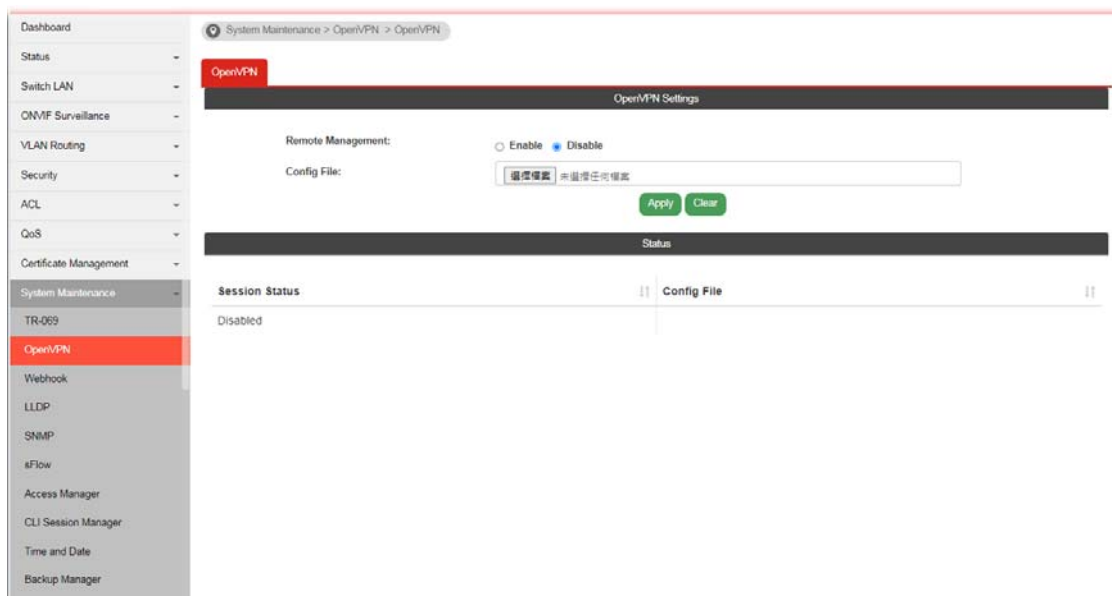 Dashboard
Status
Switch LAN
ONVIF Surveillance
VLAN Routing
Security
ACL
QoS
Certificate Management
System Maintenance
TR-069
OpenVPN
Webhook
LLDP
SNMP
sFlow
Access Manager
CLI Session Manager
Time and Date
Backup Manager
System Maintenance > OpenVPN > OpenVPN
OpenVPN
OpenVPN Settings
Remote Management: Enable Disable
Config File: 選擇檔案 未選擇任何檔案
Apply Clear
Status
Session Status Config File
Disabled